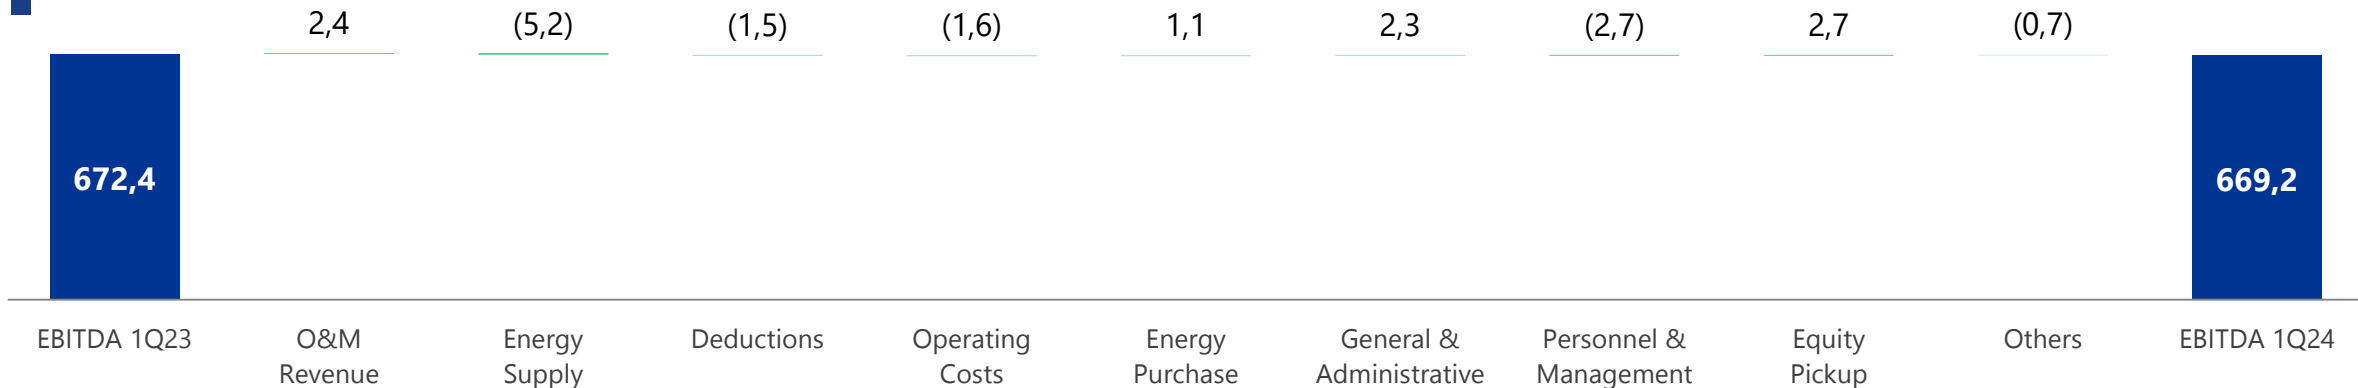 2,4 (5,2) (1,5) (1,6) 1,1 2,3 (2,7) 2,7 (0,7)
672,4 669,2
EBITDA 1Q23 O&M Energy Deductions Operating Energy General & Personnel & Equity Others EBITDA 1Q24
Revenue Supply Costs Purchase Administrative Management Pickup